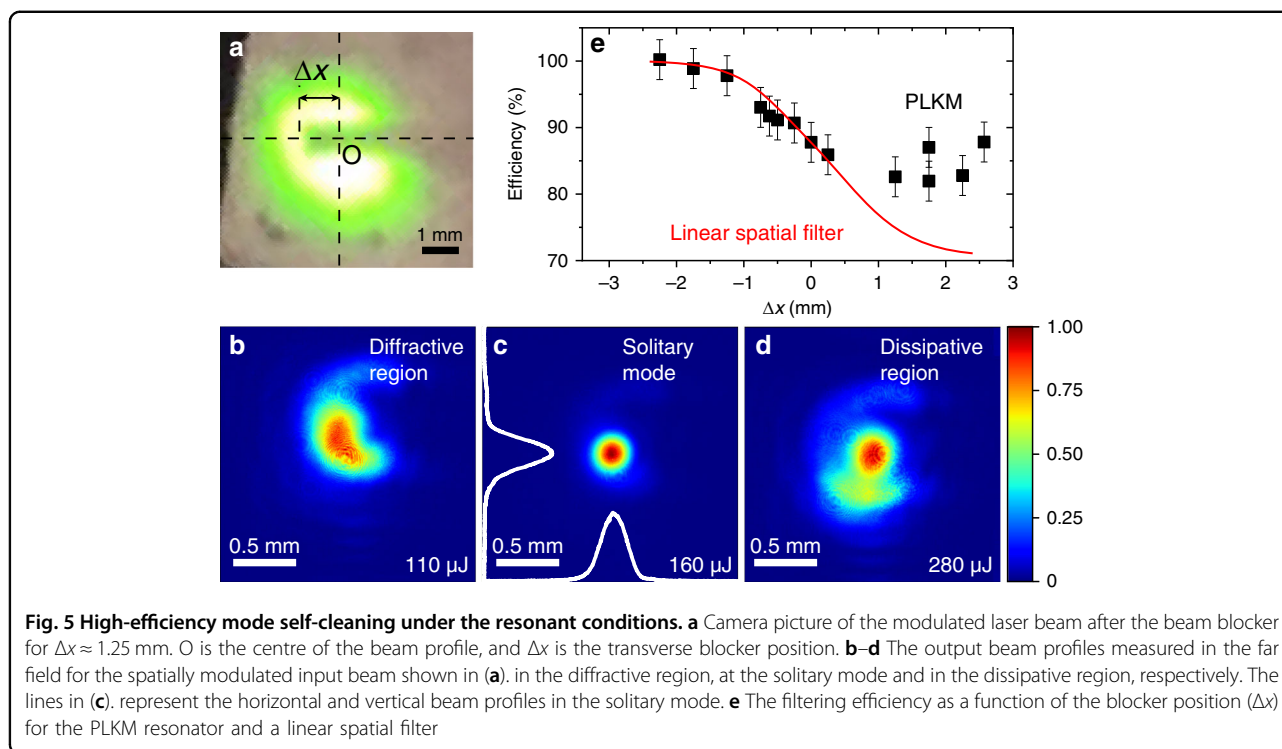 a
Δx
O
1 mm
e
100
90
80
70
Efficiency (%)
PLKM
Linear spatial filter
–3 –2 –1 0 1 2 3
Δx (mm)
b
Diffractive
region
0.5 mm
110 µJ
c
Solitary
mode
0.5 mm
160 µJ
d
Dissipative
region
0.5 mm
280 µJ
1.00
0.75
0.50
0.25
0
Fig. 5 High-efficiency mode self-cleaning under the resonant conditions. a Camera picture of the modulated laser beam after the beam blocker
for Δx ≈ 1.25 mm. O is the centre of the beam profile, and Δx is the transverse blocker position. b–d The output beam profiles measured in the far
field for the spatially modulated input beam shown in (a). in the diffractive region, at the solitary mode and in the dissipative region, respectively. The
lines in (c). represent the horizontal and vertical beam profiles in the solitary mode. e The filtering efficiency as a function of the blocker position (Δx)
for the PLKM resonator and a linear spatial filter